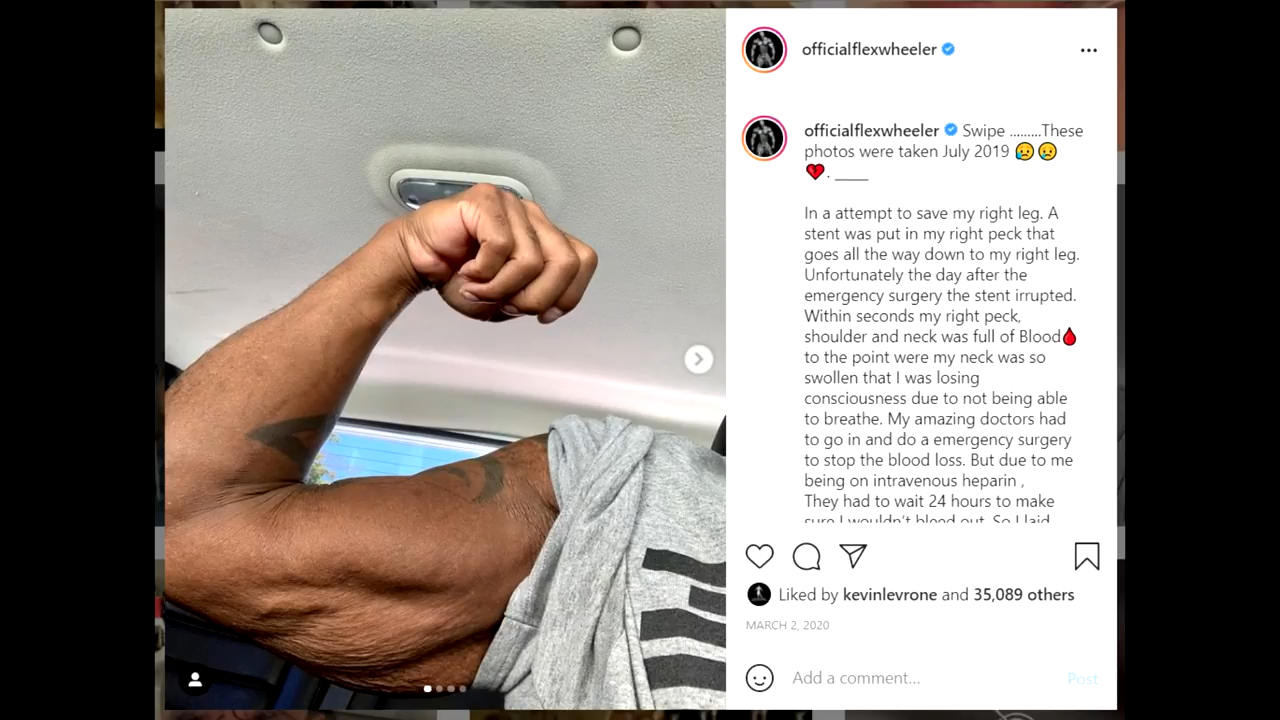 officialflexwheeler
officialflexwheeler Swipe .........These
photos were taken July 2019 😥😥
💔. _____
In a attempt to save my right leg. A
stent was put in my right peck that
goes all the way down to my right leg.
Unfortunately the day after the
emergency surgery the stent irrupted.
Within seconds my right peck,
shoulder and neck was full of Blood🩸
to the point were my neck was so
swollen that I was losing
consciousness due to not being able
to breathe. My amazing doctors had
to go in and do a emergency surgery
to stop the blood loss. But due to me
being on intravenous heparin ,
They had to wait 24 hours to make
sure I wouldn't bleed out. So I laid
Liked by kevinlevrone and 35,089 others
MARCH 2, 2020
Add a comment...
Post